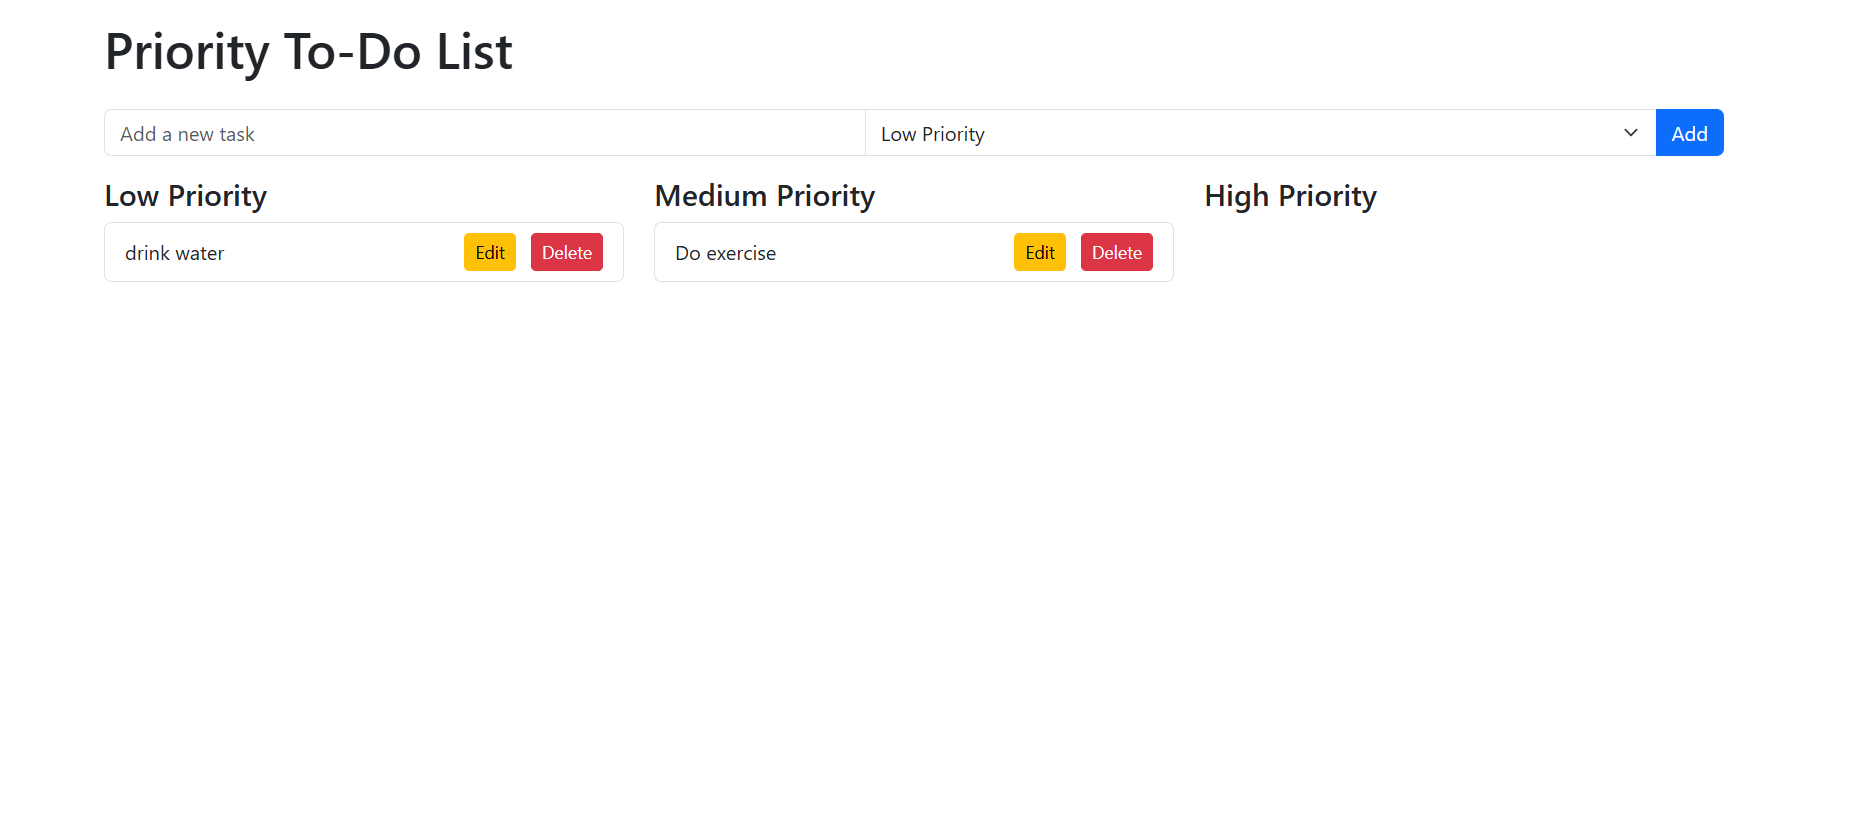 Priority To-Do List
Add a new task Low Priority Add
Low Priority Medium Priority High Priority
drink water Edit Delete Do exercise Edit Delete